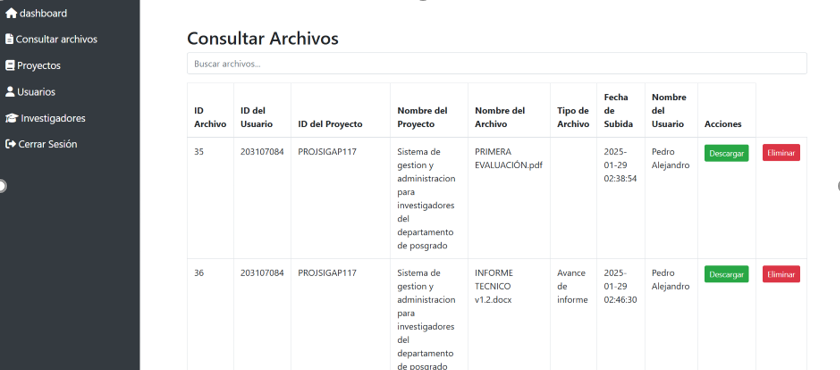 dashboard
Consultar archivos
Proyectos
Usuarios
Investigadores
Cerrar Sesión
Consultar Archivos
Buscar archivos...
ID Archivo
ID del Usuario
ID del Proyecto
Nombre del Proyecto
Nombre del Archivo
Tipo de Archivo
Fecha de Subida
Nombre del Usuario
Acciones
35
203107084
PROJSIGAP117
Sistema de
gestion y
administracion
para
investigadores
del
departamento
de posgrado
PRIMERA
EVALUACIÓN.pdf
2025-
01-29
02:38:54
Pedro
Alejandro
Descargar
Eliminar
36
203107084
PROJSIGAP117
Sistema de
gestion y
administracion
para
investigadores
del
departamento
de posgrado
INFORME
TECNICO
v1.2.docx
Avance
de
informe
2025-
01-29
02:46:30
Pedro
Alejandro
Descargar
Eliminar